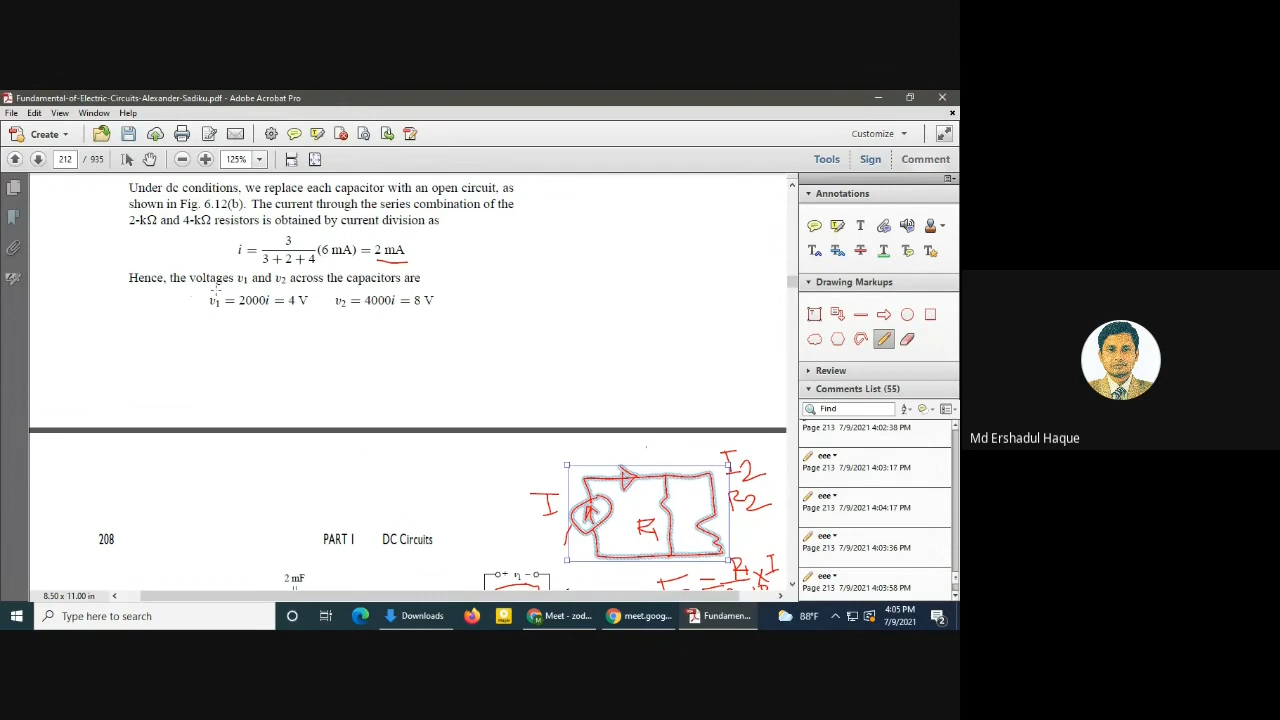 Fundamental-of-Electric-Circuits-Alexander-Sadiku.pdf - Adobe Acrobat Pro
File Edit View Window Help
Create
Customize
212 / 935
125%
Tools Sign Comment
Under dc conditions, we replace each capacitor with an open circuit, as
shown in Fig. 6.12(b). The current through the series combination of the
2-kΩ and 4-kΩ resistors is obtained by current division as
i = 3 / (3 + 2 + 4) (6 mA) = 2 mA
Hence, the voltages v1 and v2 across the capacitors are
v1 = 2000i = 4 V v2 = 4000i = 8 V
I2
R2
I
R1
R1 × I
208 PART I DC Circuits
2 mF
+ v1 −
8.50 x 11.00 in
Annotations
Drawing Markups
Review
Comments List (55)
Find
Page 213 7/9/2021 4:02:38 PM
eee
Page 213 7/9/2021 4:03:17 PM
eee
Page 213 7/9/2021 4:04:17 PM
eee
Page 213 7/9/2021 4:03:36 PM
eee
Page 213 7/9/2021 4:03:58 PM
Type here to search
Downloads
Meet - zod...
meet.goog...
Fundamen...
88°F
4:05 PM
7/9/2021
2
Md Ershadul Haque